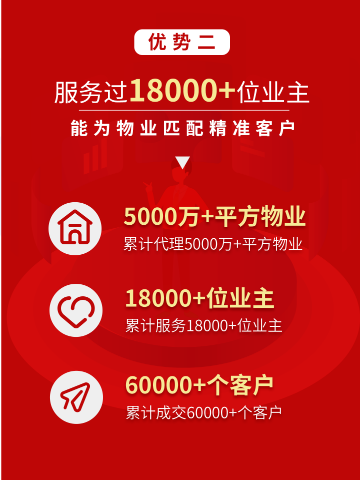 优势二
服务过18000+位业主
能为物业匹配精准客户
5000万+平方物业
累计代理5000万+平方物业
18000+位业主
累计服务18000+位业主
60000+个客户
累计成交60000+个客户